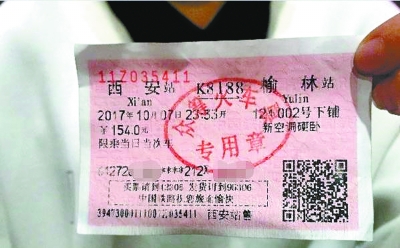 117035411
西安站 K8188 榆林站
Xi'an Yulin
2017年10月07日23:33开 12车002号下铺
¥154.0元 新空调硬卧
限乘当日当次车
专用章
买票请到12306 发货请到95306
中国铁路祝您旅途愉快
西安站售